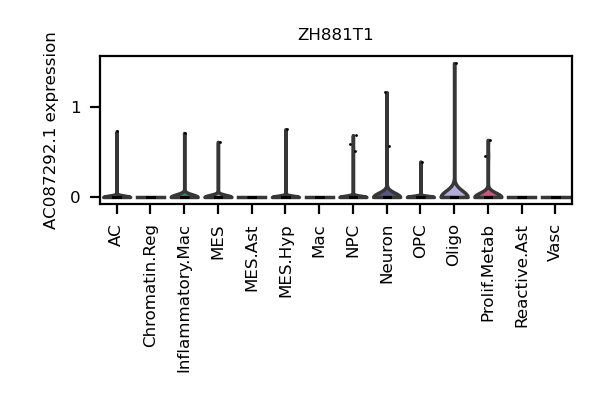 ZH881T1
AC087292.1 expression
1
0
AC
Chromatin.Reg
Inflammatory.Mac
MES
MES.Ast
MES.Hyp
Mac
NPC
Neuron
OPC
Oligo
Prolif.Metab
Reactive.Ast
Vasc